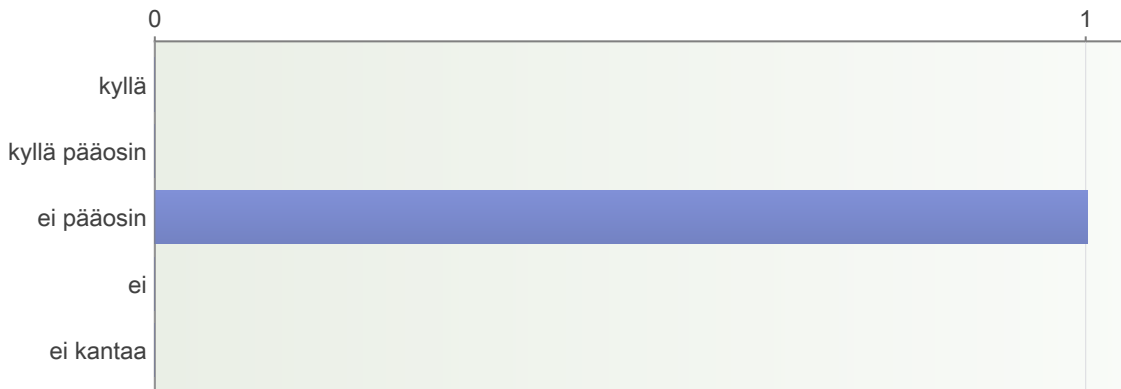 0 1
kyllä
kyllä pääosin
ei pääosin
ei
ei kantaa